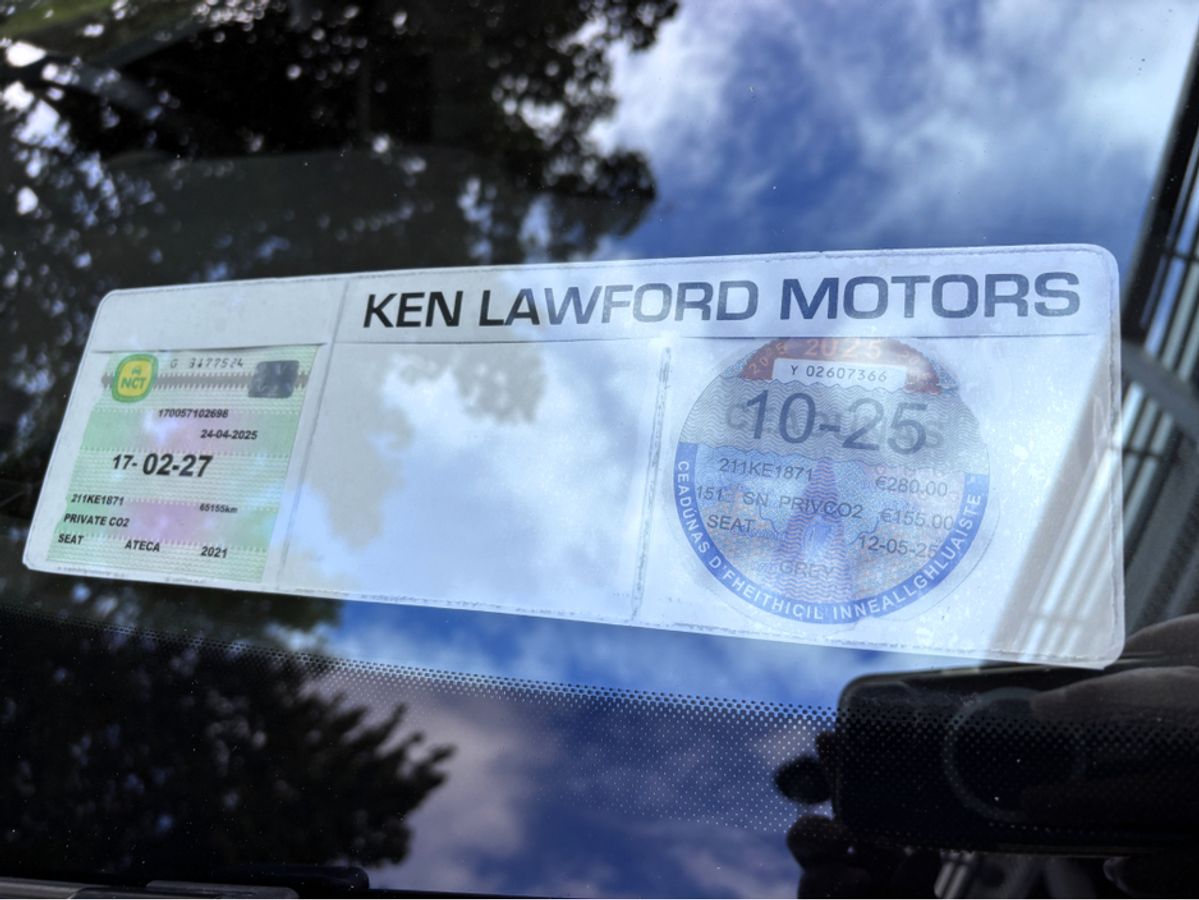 KEN LAWFORD MOTORS
NCT
170057102698
24-04-2025
17-02-27
211KE1871
65155km
PRIVATE CO2
SEAT ATECA 2021
2025
Y 02607366
10-25
211KE1871 €280.00
151 SN PRIVCO2 €155.00
SEAT 12-05-25
GREY
CEADÚNAS D'FHEITHICIL INNEALLGHLUAISTE